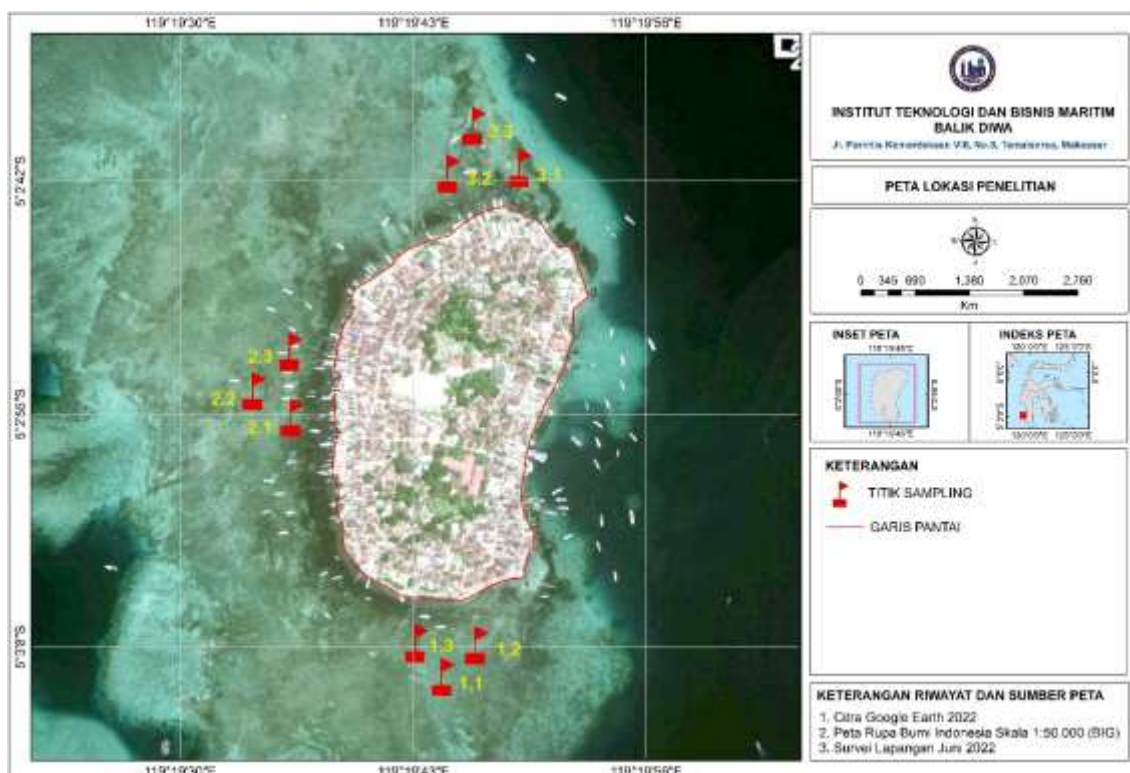 119°19'30"E 119°19'43"E 119°19'56"E
3.3
3.2
3.1
5°2'42"S
2.3
2.2
2.1
5°2'55"S
1.3
1,2
1,1
5°3'8"S
119°19'30"E 119°19'43"E 119°19'56"E
INSTITUT TEKNOLOGI DAN BISNIS MARITIM
BALIK DIWA
Makassar
PETA LOKASI PENELITIAN
0 345 690 1,380 2,070 2,760
Km
INSET PETA
INDEKS PETA
KETERANGAN
TITIK SAMPLING
GARIS PANTAI
KETERANGAN RIWAYAT DAN SUMBER PETA
1. Citra Google Earth 2022
2. Peta Rupa Bumi Indonesia Skala 1:50.000 (BIG)
3. Survei Lapangan Juni 2022